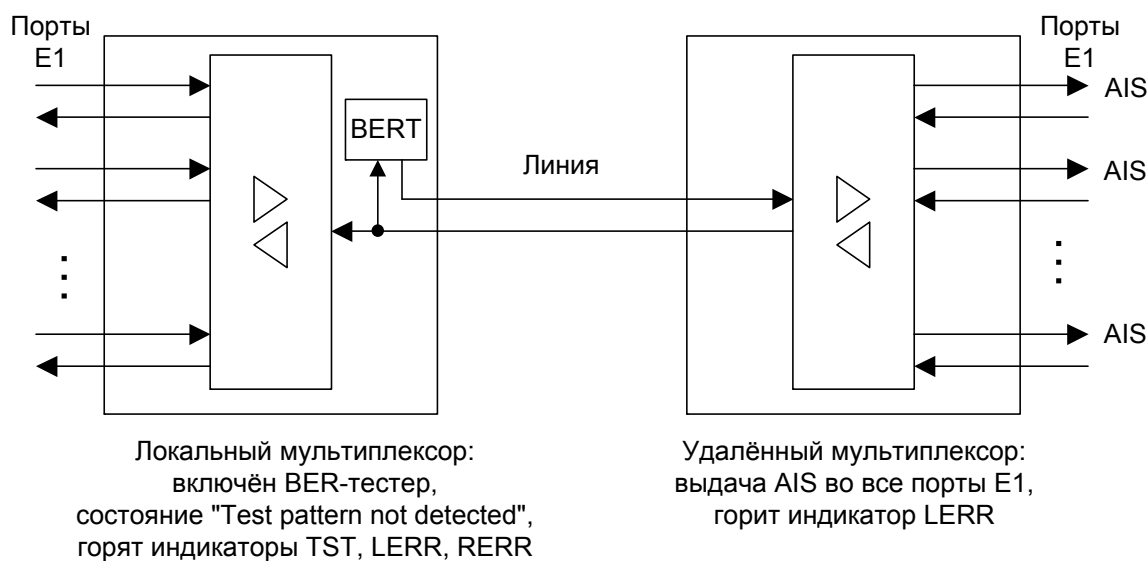 Порты
E1
Порты
E1
AIS
BERT
Линия
AIS
AIS
Локальный мультиплексор:
включён BER-тестер,
состояние "Test pattern not detected",
горят индикаторы TST, LERR, RERR
Удалённый мультиплексор:
выдача AIS во все порты E1,
горит индикатор LERR